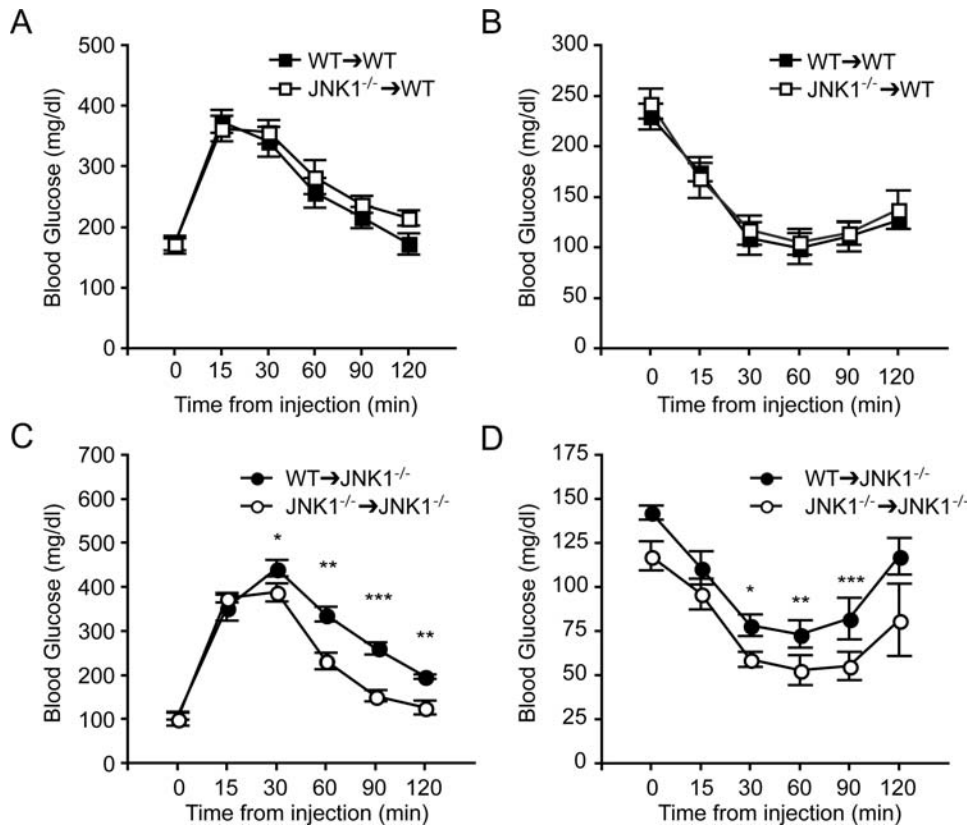 A
500
400
300
200
100
0
Blood Glucose (mg/dl)
WT→WT
JNK1-/-→WT
0 15 30 60 90 120
Time from injection (min)
B
300
250
200
150
100
50
0
Blood Glucose (mg/dl)
WT→WT
JNK1-/-→WT
0 15 30 60 90 120
Time from injection (min)
C
700
600
500
400
300
200
100
0
Blood Glucose (mg/dl)
WT→JNK1-/-
JNK1-/-→JNK1-/-
* ** *** **
0 15 30 60 90 120
Time from injection (min)
D
175
150
125
100
75
50
25
0
Blood Glucose (mg/dl)
WT→JNK1-/-
JNK1-/-→JNK1-/-
* ** ***
0 15 30 60 90 120
Time from injection (min)